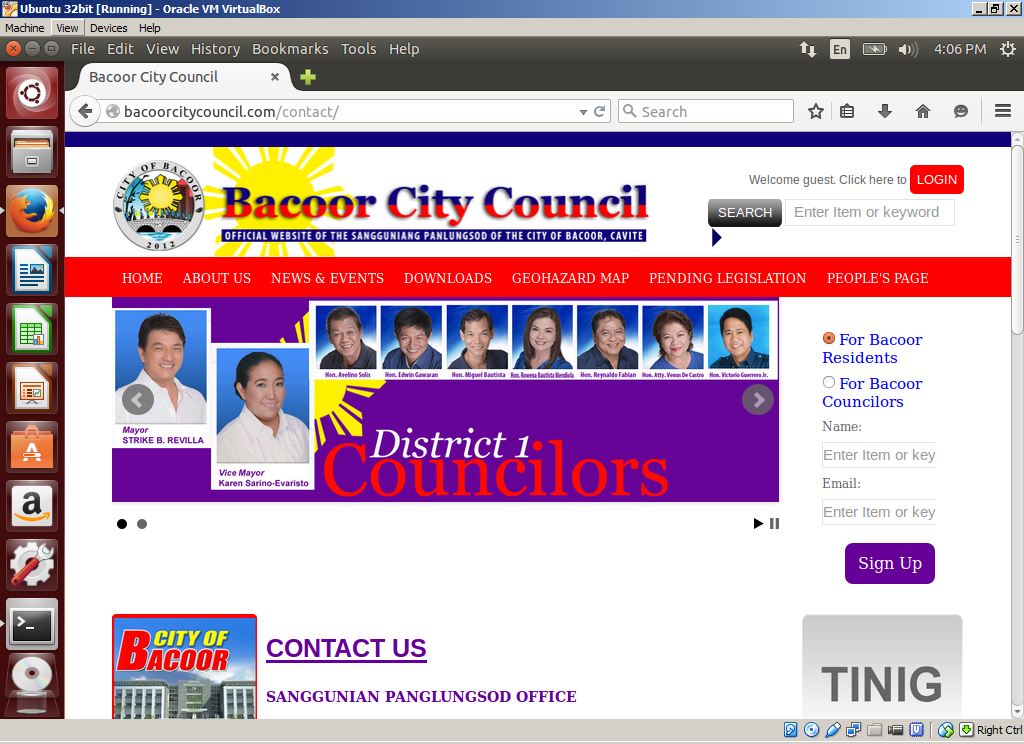 Ubuntu 32bit [Running] - Oracle VM VirtualBox
Machine View Devices Help
File Edit View History Bookmarks Tools Help
En
4:06 PM
Bacoor City Council
bacoorcitycouncil.com/contact/
Search
CITY OF BACOOR
2012
Bacoor City Council
OFFICIAL WEBSITE OF THE SANGGUNIANG PANLUNGSOD OF THE CITY OF BACOOR, CAVITE
Welcome guest. Click here to LOGIN
SEARCH Enter Item or keyword
HOME ABOUT US NEWS & EVENTS DOWNLOADS GEOHAZARD MAP PENDING LEGISLATION PEOPLE'S PAGE
Hon. Avelino Solis Hon. Edwin Gawaran Hon. Miguel Bautista Hon. Rowena Bautista Mendiola Hon. Reynaldo Fabian Hon. Atty. Venus De Castro Hon. Victorio Guerrero Jr.
Mayor
STRIKE B. REVILLA
Vice Mayor
Karen Sarino-Evaristo
District 1
Councilors
For Bacoor
Residents
For Bacoor
Councilors
Name:
Enter Item or key
Email:
Enter Item or key
Sign Up
CITY OF
BACOOR
CONTACT US
SANGGUNIAN PANGLUNGSOD OFFICE
TINIG
Right Ctrl